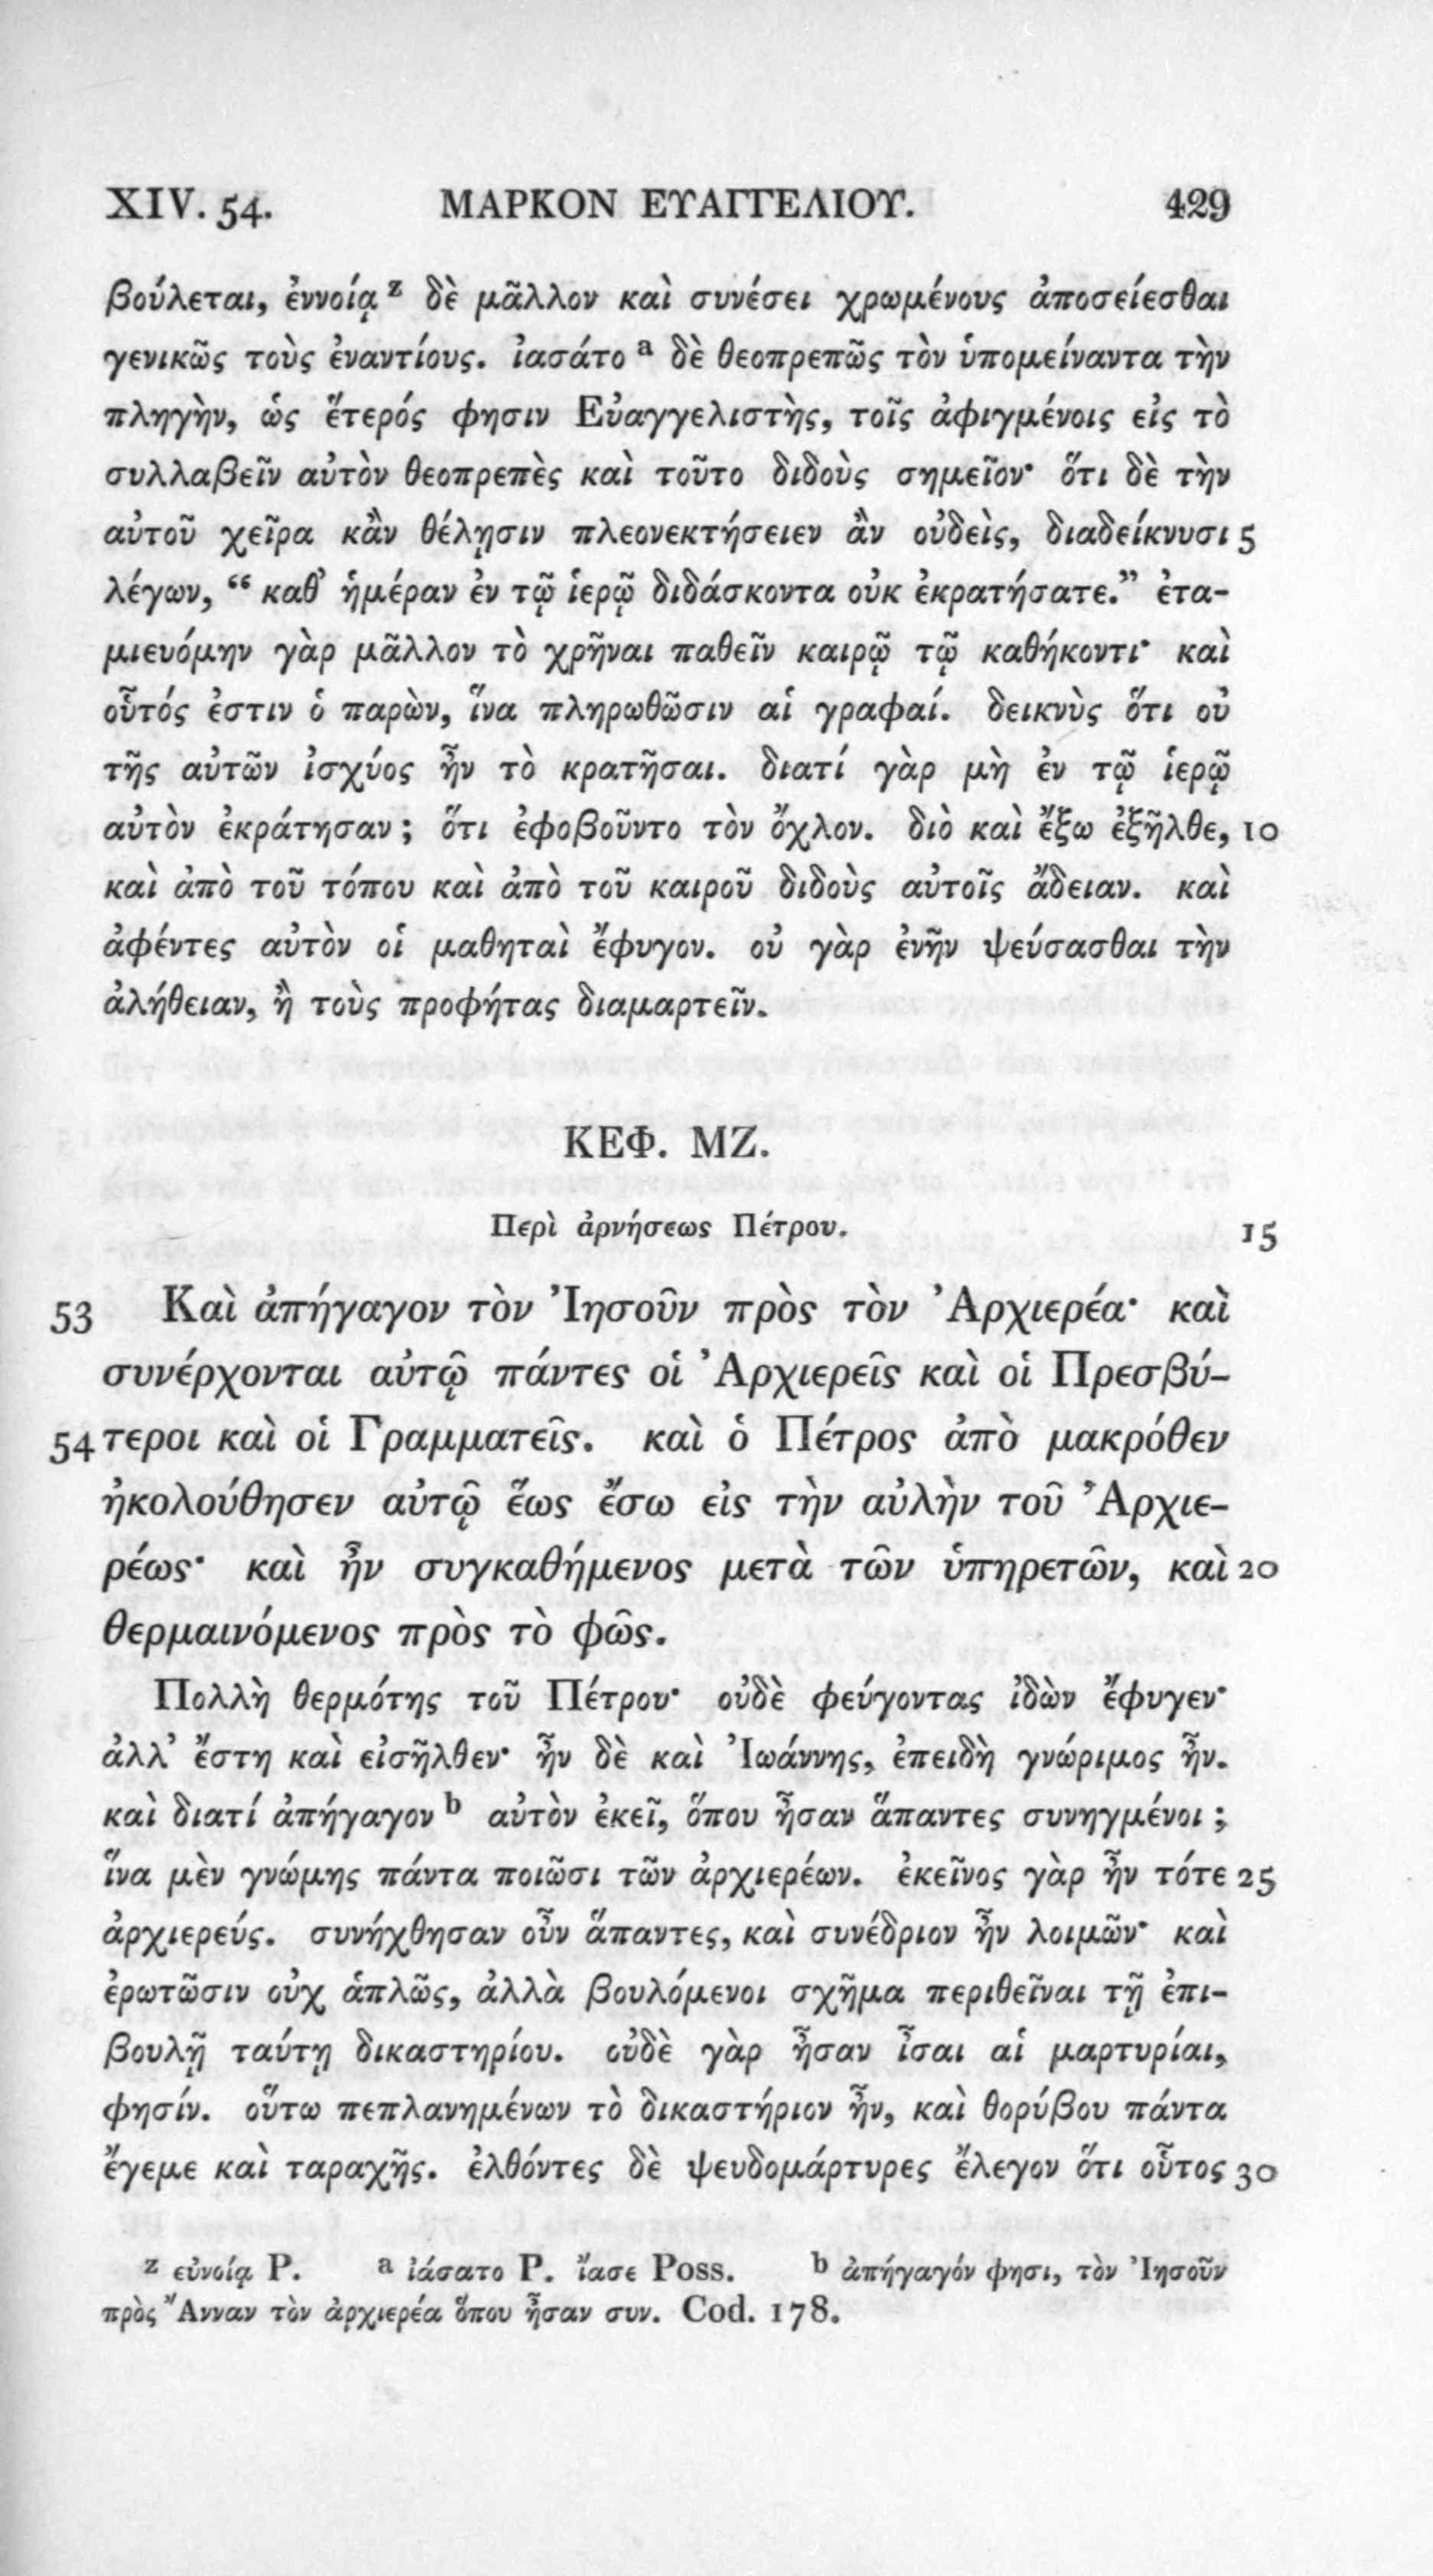 XIV. 54. ΜΑΡΚΟΝ ΕΥΑΓΓΕΛΙΟΥ. 429
βούλεται, ἐννοίᾳ z δὲ μᾶλλον καὶ συνέσει χρωμένους ἀποσείεσθαι
γενικῶς τοὺς ἐναντίους. ἰασάτο a δὲ θεοπρεπῶς τὸν ὑπομείναντα τὴν
πληγὴν, ὡς ἕτερός φησιν Εὐαγγελιστὴς, τοῖς ἀφιγμένοις εἰς τὸ
συλλαβεῖν αὐτὸν θεοπρεπὲς καὶ τοῦτο διδοὺς σημεῖον· ὅτι δὲ τὴν
αὐτοῦ χεῖρα κἂν θέλῃσιν πλεονεκτήσειεν ἂν οὐδεὶς, διαδείκνυσι 5
λέγων, “ καθ’ ἡμέραν ἐν τῷ ἱερῷ διδάσκοντα οὐκ ἐκρατήσατε.” ἐτα-
μιευόμην γὰρ μᾶλλον τὸ χρῆναι παθεῖν καιρῷ τῷ καθήκοντι· καὶ
οὗτός ἐστιν ὁ παρὼν, ἵνα πληρωθῶσιν αἱ γραφαί. δεικνὺς ὅτι οὐ
τῆς αὐτῶν ἰσχύος ἦν τὸ κρατῆσαι. διατί γὰρ μὴ ἐν τῷ ἱερῷ
αὐτὸν ἐκράτησαν ; ὅτι ἐφοβοῦντο τὸν ὄχλον. διὸ καὶ ἔξω ἐξῆλθε, 10
καὶ ἀπὸ τοῦ τόπου καὶ ἀπὸ τοῦ καιροῦ διδοὺς αὐτοῖς ἄδειαν. καὶ
ἀφέντες αὐτὸν οἱ μαθηταὶ ἔφυγον. οὐ γὰρ ἐνῆν ψεύσασθαι τὴν
ἀλήθειαν, ἢ τοὺς προφήτας διαμαρτεῖν.
ΚΕΦ. ΜΖ.
Περὶ ἀρνήσεως Πέτρου. 15
53 Καὶ ἀπήγαγον τὸν Ἰησοῦν πρὸς τὸν Ἀρχιερέα· καὶ
συνέρχονται αὐτῷ πάντες οἱ Ἀρχιερεῖς καὶ οἱ Πρεσβύ-
54 τεροι καὶ οἱ Γραμματεῖς. καὶ ὁ Πέτρος ἀπὸ μακρόθεν
ἠκολούθησεν αὐτῷ ἕως ἔσω εἰς τὴν αὐλὴν τοῦ Ἀρχιε-
ρέως· καὶ ἦν συγκαθήμενος μετὰ τῶν ὑπηρετῶν, καὶ 20
θερμαινόμενος πρὸς τὸ φῶς.
Πολλὴ θερμότης τοῦ Πέτρου· οὐδὲ φεύγοντας ἰδὼν ἔφυγεν·
ἀλλ’ ἔστη καὶ εἰσῆλθεν· ἦν δὲ καὶ Ἰωάννης, ἐπειδὴ γνώριμος ἦν.
καὶ διατί ἀπήγαγον b αὐτὸν ἐκεῖ, ὅπου ἦσαν ἅπαντες συνηγμένοι ;
ἵνα μὲν γνώμης πάντα ποιῶσι τῶν ἀρχιερέων. ἐκεῖνος γὰρ ἦν τότε 25
ἀρχιερεύς. συνήχθησαν οὖν ἅπαντες, καὶ συνέδριον ἦν λοιμῶν· καὶ
ἐρωτῶσιν οὐχ ἁπλῶς, ἀλλὰ βουλόμενοι σχῆμα περιθεῖναι τῇ ἐπι-
βουλῇ ταύτῃ δικαστηρίου. οὐδὲ γὰρ ἦσαν ἶσαι αἱ μαρτυρίαι,
φησίν. οὕτω πεπλανημένων τὸ δικαστήριον ἦν, καὶ θορύβου πάντα
ἔγεμε καὶ ταραχῆς. ἐλθόντες δὲ ψευδομάρτυρες ἔλεγον ὅτι οὗτος 30
z εὐνοίᾳ P. a ἰάσατο P. ἴασε Poss. b ἀπήγαγόν φησι, τὸν Ἰησοῦν
πρὸς Ἄνναν τὸν ἀρχιερέα ὅπου ἦσαν συν. Cod. 178.